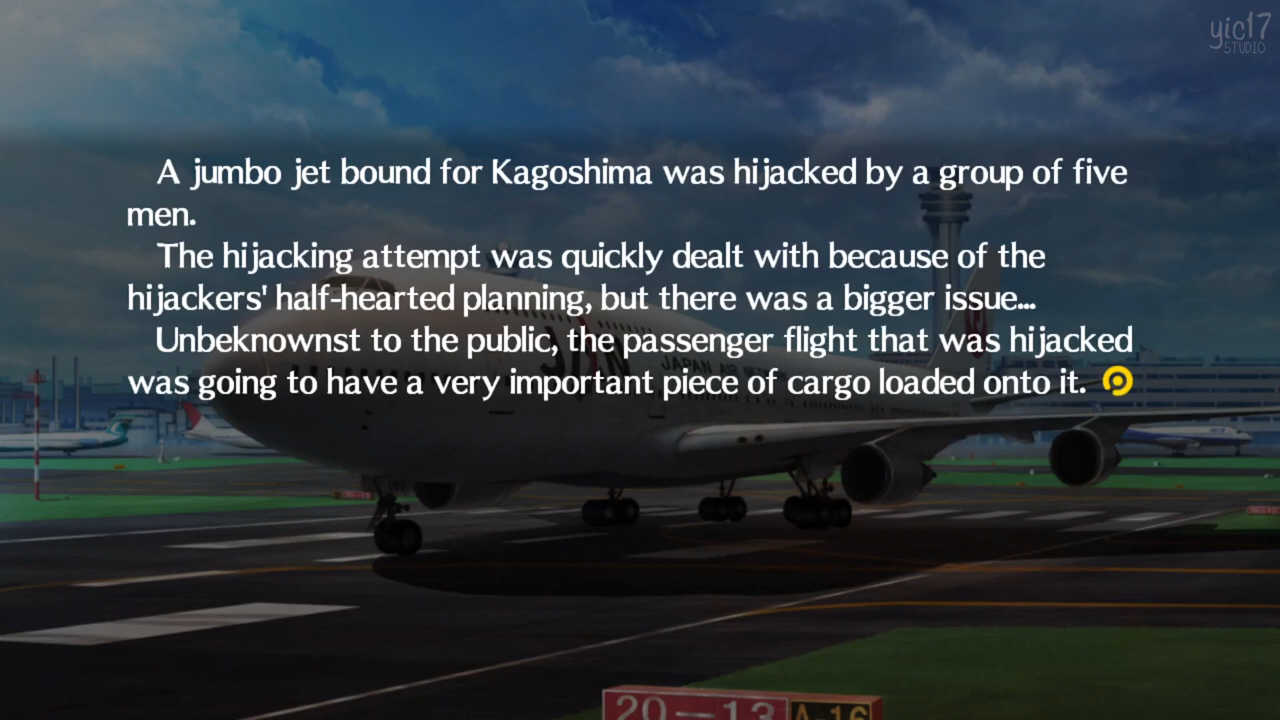 yic17
STUDIO
A jumbo jet bound for Kagoshima was hijacked by a group of five
men.
The hijacking attempt was quickly dealt with because of the
hijackers' half-hearted planning, but there was a bigger issue...
Unbeknownst to the public, the passenger flight that was hijacked
was going to have a very important piece of cargo loaded onto it.
JAPAN AIR
20-13 A-16